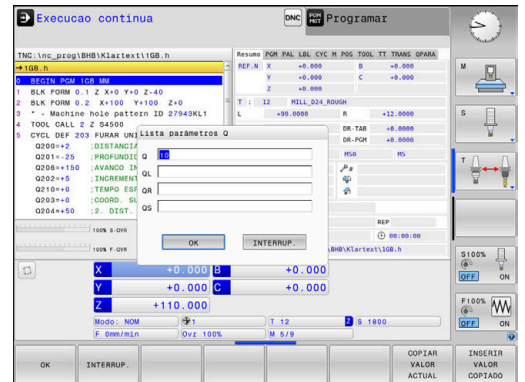 Execucao continua
DNC
PGM MGT
Programar
TNC:\nc_prog\BHB\Klartext\1GB.h
→1GB.h
0 BEGIN PGM 1GB MM
1 BLK FORM 0.1 Z X+0 Y+0 Z-40
2 BLK FORM 0.2 X+100 Y+100 Z+0
3 * - Machine hole pattern ID 27943KL1
4 TOOL CALL 2 Z S4500
5 CYCL DEF 203 FURAR UNI
Q200=+2 ;DISTANCIA
Q201=-25 ;PROFUNDID
Q206=+150 ;AVANCO IN
Q202=+5 ;INCREMENT
Q210=+0 ;TEMPO ESP
Q203=+0 ;COORD. SU
Q204=+50 ;2. DIST.
100% S-OVR
100% F-OVR
Resumo PGM PAL LBL CYC M POS TOOL TT TRANS QPARA
REF.N X +0.000 B +0.000
Y +0.000 C +0.000
Z +0.000
T : 12 MILL_D24_ROUGH
L +90.0000 R +12.0000
DR-TAB +0.0000
DR-PGM +0.0000
M50 M5
REP
00:00:00
\BHB\Klartext\1GB.h
Lista parâmetros Q
Q 10
QL
QR
QS
OK INTERRUP.
X +0.000 B +0.000
Y +0.000 C +0.000
Z +110.000
Modo: NOM 1 T 12 Z S 1800
F 0mm/min Ovr 100% M 5/9
M
S
T
S100%
OFF ON
F100%
OFF ON
OK
INTERRUP.
COPIAR VALOR ACTUAL
INSERIR VALOR COPIADO